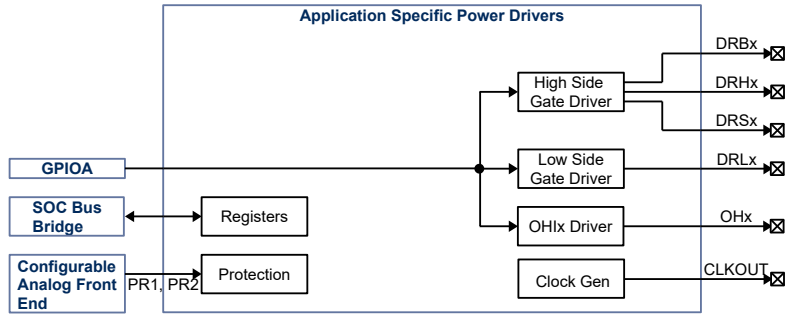 Application Specific Power Drivers
DRBx
High Side
Gate Driver
DRHx
DRSx
GPIOA
Low Side
Gate Driver
DRLx
SOC Bus
Bridge
Registers
OHIx Driver
OHx
Configurable
Analog Front
End
PR1, PR2
Protection
Clock Gen
CLKOUT